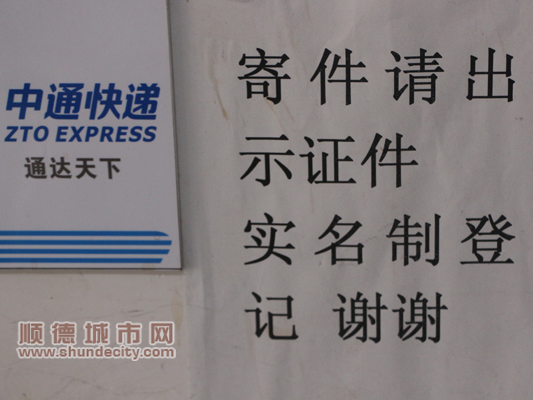 中通快递
ZTO EXPRESS
通达天下
寄件请出
示证件
实名制登
记 谢谢
顺德城市网
www.shundecity.com